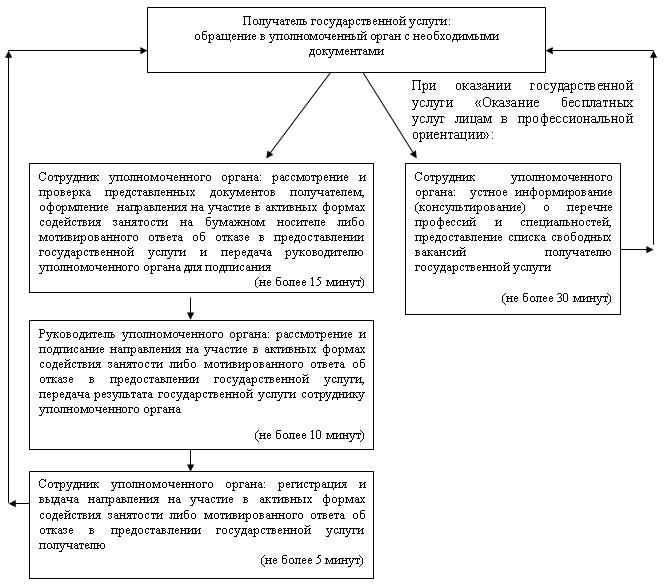 Получатель государственной услуги:
обращение в уполномоченный орган с необходимыми
документами
При оказании государственной
услуги «Оказание бесплатных
услуг лицам в профессиональной
ориентации»:
Сотрудник уполномоченного органа: рассмотрение и
проверка представленных документов получателем,
оформление направления на участие в активных формах
содействия занятости на бумажном носителе либо
мотивированного ответа об отказе в предоставлении
государственной услуги и передача руководителю
уполномоченного органа для подписания
(не более 15 минут)
Сотрудник уполномоченного
органа: устное информирование
(консультирование) о перечне
профессий и специальностей,
предоставление списка свободных
вакансий получателю
государственной услуги
(не более 30 минут)
Руководитель уполномоченного органа: рассмотрение и
подписание направления на участие в активных формах
содействия занятости либо мотивированного ответа об
отказе в предоставлении государственной услуги,
передача результата государственной услуги сотруднику
уполномоченного органа
(не более 10 минут)
Сотрудник уполномоченного органа: регистрация и
выдача направления на участие в активных формах
содействия занятости либо мотивированного ответа об
отказе в предоставлении государственной услуги
получателю
(не более 5 минут)